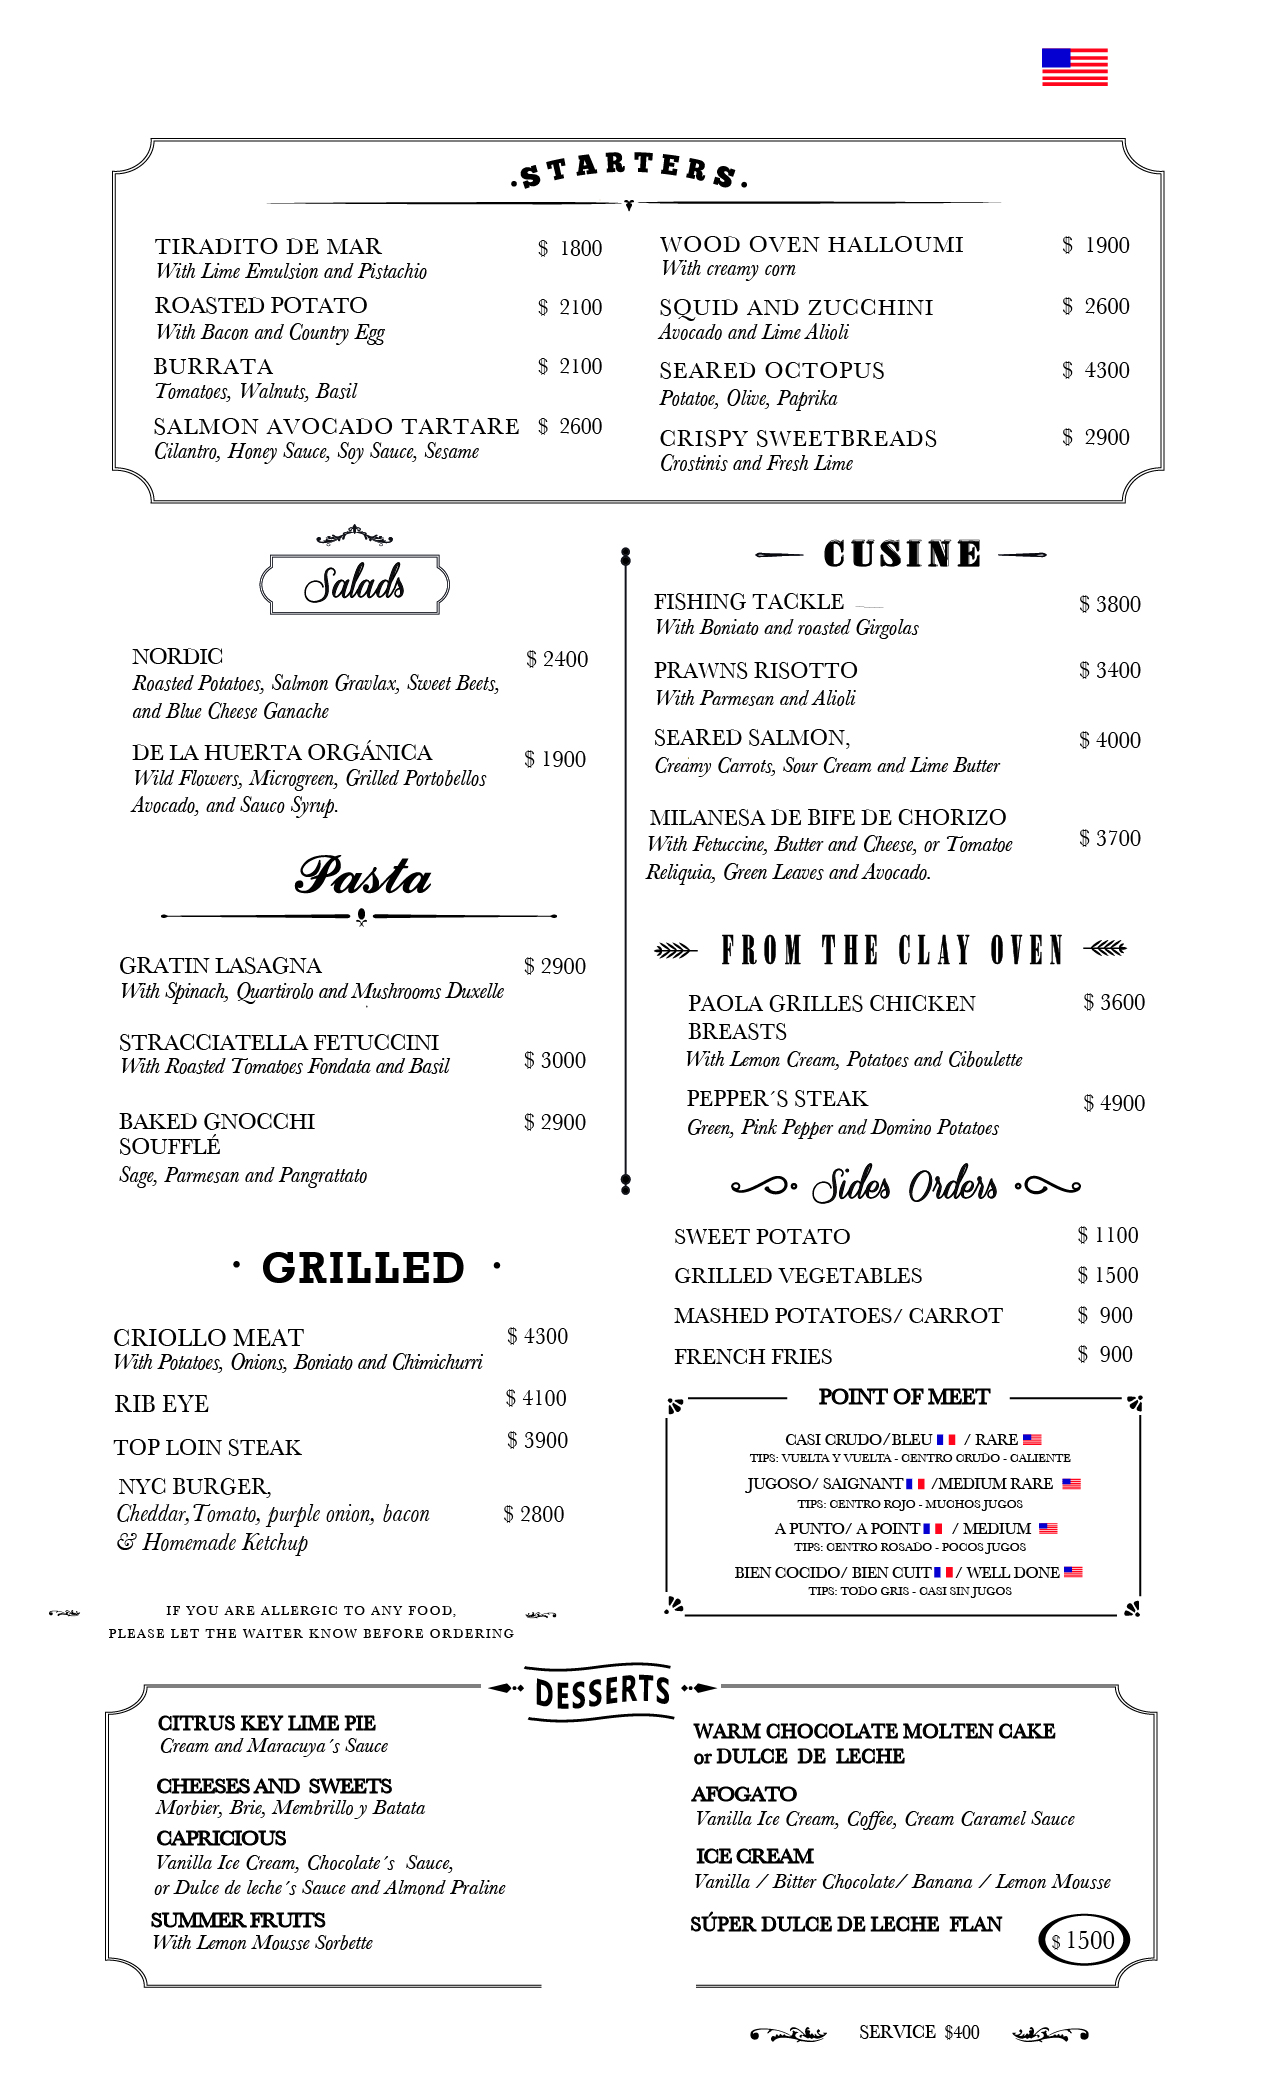 ·STARTERS·
TIRADITO DE MAR $ 1800
With Lime Emulsion and Pistachio
ROASTED POTATO $ 2100
With Bacon and Country Egg
BURRATA $ 2100
Tomatoes, Walnuts, Basil
SALMON AVOCADO TARTARE $ 2600
Cilantro, Honey Sauce, Soy Sauce, Sesame
WOOD OVEN HALLOUMI $ 1900
With creamy corn
SQUID AND ZUCCHINI $ 2600
Avocado and Lime Alioli
SEARED OCTOPUS $ 4300
Potatoe, Olive, Paprika
CRISPY SWEETBREADS $ 2900
Crostinis and Fresh Lime
Salads
NORDIC $ 2400
Roasted Potatoes, Salmon Gravlax, Sweet Beets,
and Blue Cheese Ganache
DE LA HUERTA ORGÁNICA $ 1900
Wild Flowers, Microgreen, Grilled Portobellos
Avocado, and Sauco Syrup.
Pasta
GRATIN LASAGNA $ 2900
With Spinach, Quartirolo and Mushrooms Duxelle
STRACCIATELLA FETUCCINI
With Roasted Tomatoes Fondata and Basil $ 3000
BAKED GNOCCHI $ 2900
SOUFFLÉ
Sage, Parmesan and Pangrattato
· GRILLED ·
CRIOLLO MEAT $ 4300
With Potatoes, Onions, Boniato and Chimichurri
RIB EYE $ 4100
TOP LOIN STEAK $ 3900
NYC BURGER,
Cheddar,Tomato, purple onion, bacon $ 2800
& Homemade Ketchup
IF YOU ARE ALLERGIC TO ANY FOOD,
PLEASE LET THE WAITER KNOW BEFORE ORDERING
CUSINE
FISHING TACKLE $ 3800
With Boniato and roasted Girgolas
PRAWNS RISOTTO $ 3400
With Parmesan and Alioli
SEARED SALMON, $ 4000
Creamy Carrots, Sour Cream and Lime Butter
MILANESA DE BIFE DE CHORIZO
With Fetuccine, Butter and Cheese, or Tomatoe $ 3700
Reliquia, Green Leaves and Avocado.
FROM THE CLAY OVEN
PAOLA GRILLES CHICKEN $ 3600
BREASTS
With Lemon Cream, Potatoes and Ciboulette
PEPPER´S STEAK $ 4900
Green, Pink Pepper and Domino Potatoes
Sides Orders
SWEET POTATO $ 1100
GRILLED VEGETABLES $ 1500
MASHED POTATOES/ CARROT $ 900
FRENCH FRIES $ 900
POINT OF MEET
CASI CRUDO/BLEU / RARE
TIPS: VUELTA Y VUELTA - CENTRO CRUDO - CALIENTE
JUGOSO/ SAIGNANT /MEDIUM RARE
TIPS: CENTRO ROJO - MUCHOS JUGOS
A PUNTO/ A POINT / MEDIUM
TIPS: CENTRO ROSADO - POCOS JUGOS
BIEN COCIDO/ BIEN CUIT / WELL DONE
TIPS: TODO GRIS - CASI SIN JUGOS
DESSERTS
CITRUS KEY LIME PIE
Cream and Maracuya´s Sauce
CHEESES AND SWEETS
Morbier, Brie, Membrillo y Batata
CAPRICIOUS
Vanilla Ice Cream, Chocolate´s Sauce,
or Dulce de leche´s Sauce and Almond Praline
SUMMER FRUITS
With Lemon Mousse Sorbette
WARM CHOCOLATE MOLTEN CAKE
or DULCE DE LECHE
AFOGATO
Vanilla Ice Cream, Coffee, Cream Caramel Sauce
ICE CREAM
Vanilla / Bitter Chocolate/ Banana / Lemon Mousse
SÚPER DULCE DE LECHE FLAN
$ 1500
SERVICE $400